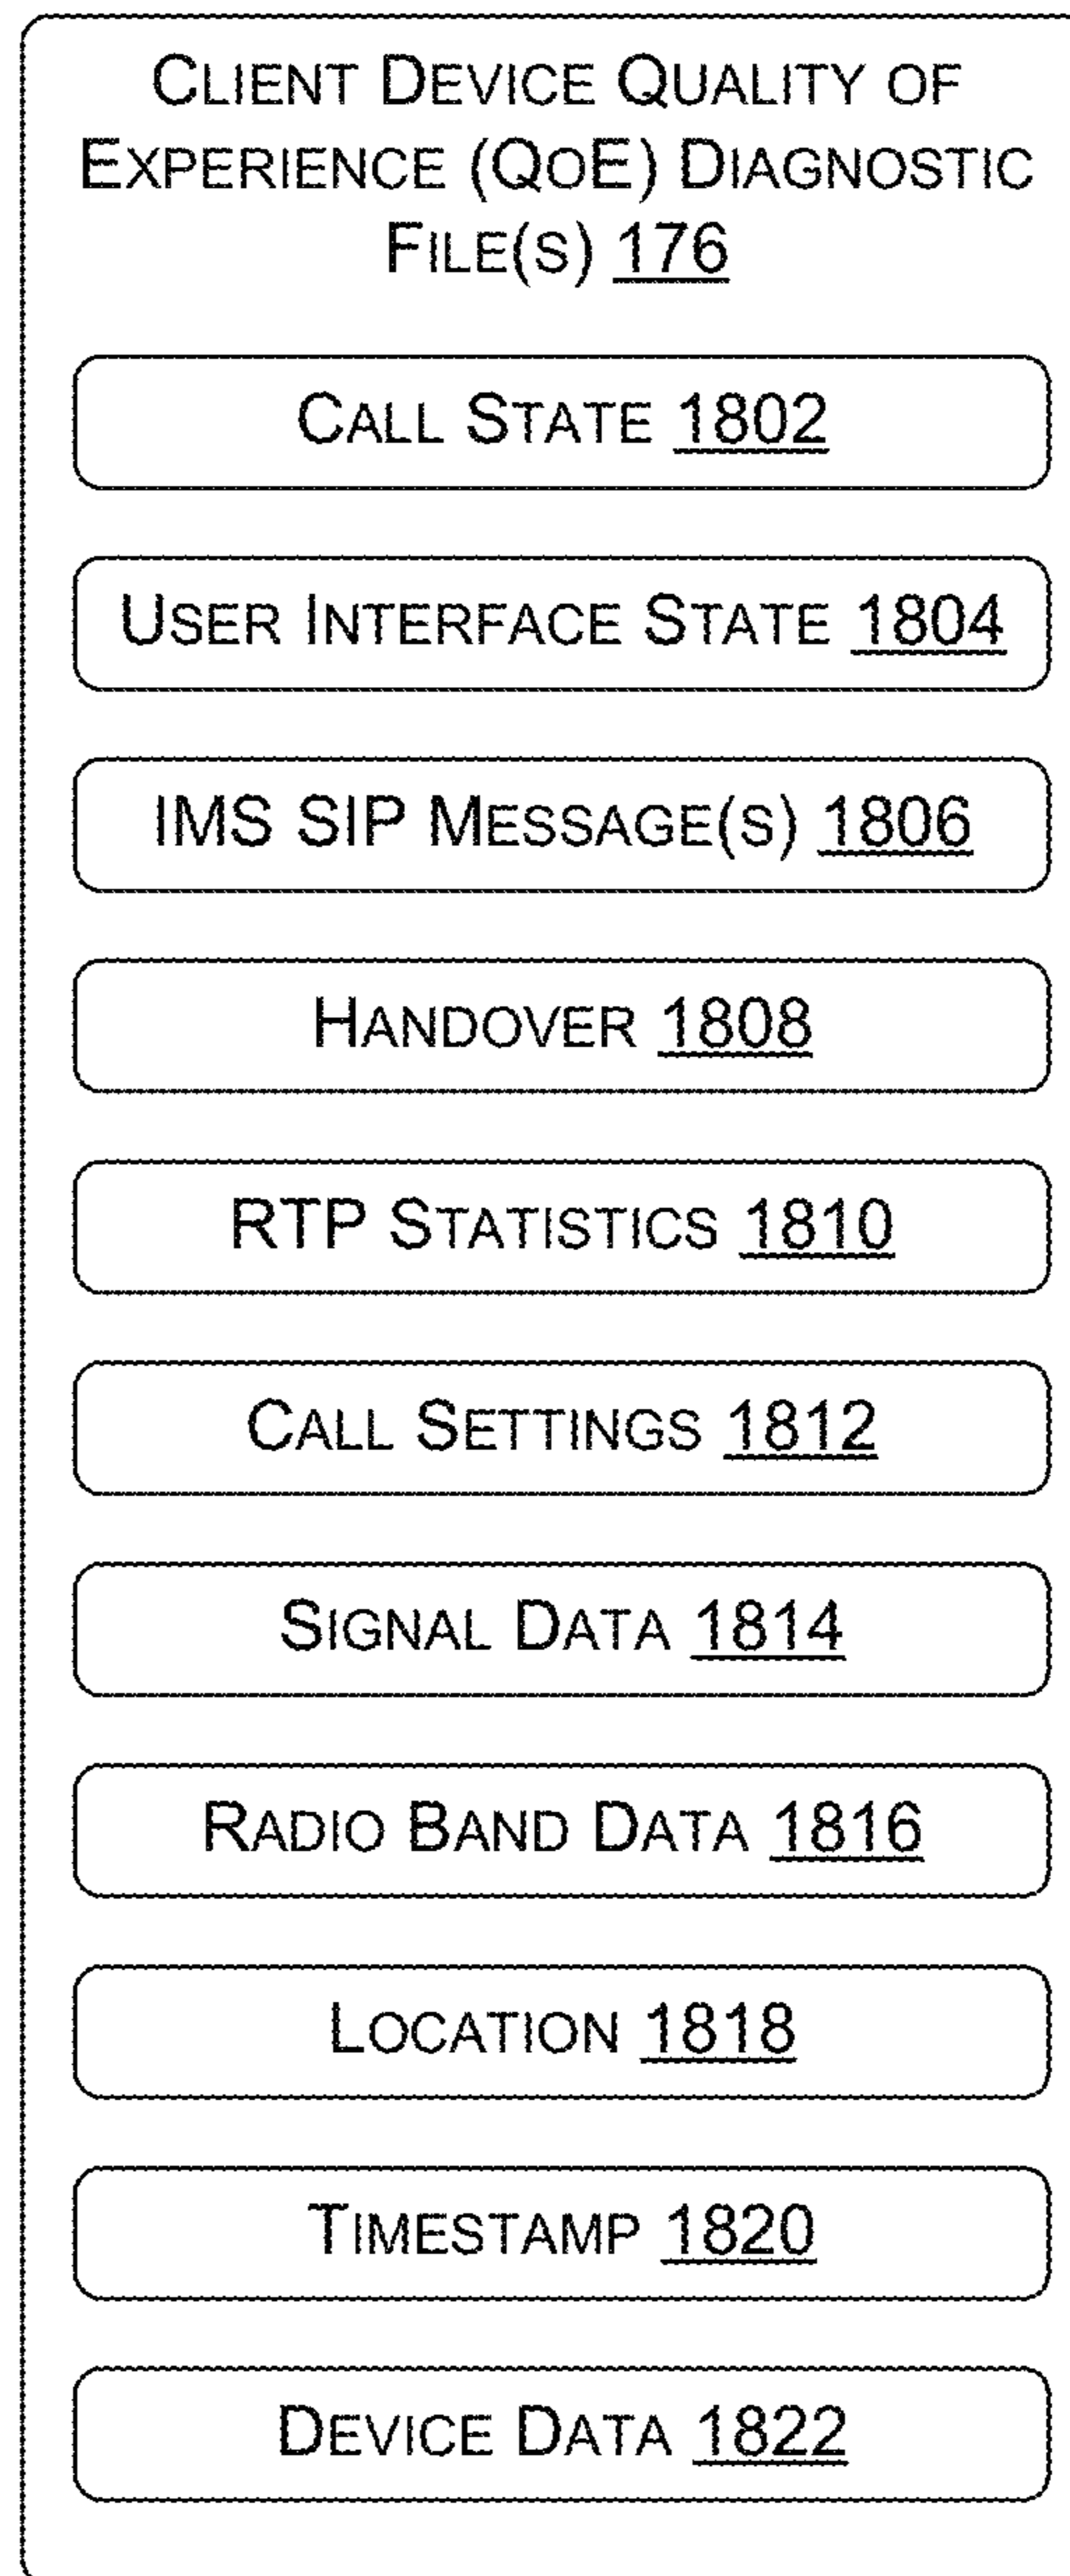 CLIENT DEVICE QUALITY OF
EXPERIENCE (QOE) DIAGNOSTIC
FILE(S) 176
CALL STATE 1802
USER INTERFACE STATE 1804
IMS SIP MESSAGE(S) 1806
HANDOVER 1808
RTP STATISTICS 1810
CALL SETTINGS 1812
SIGNAL DATA 1814
RADIO BAND DATA 1816
LOCATION 1818
TIMESTAMP 1820
DEVICE DATA 1822